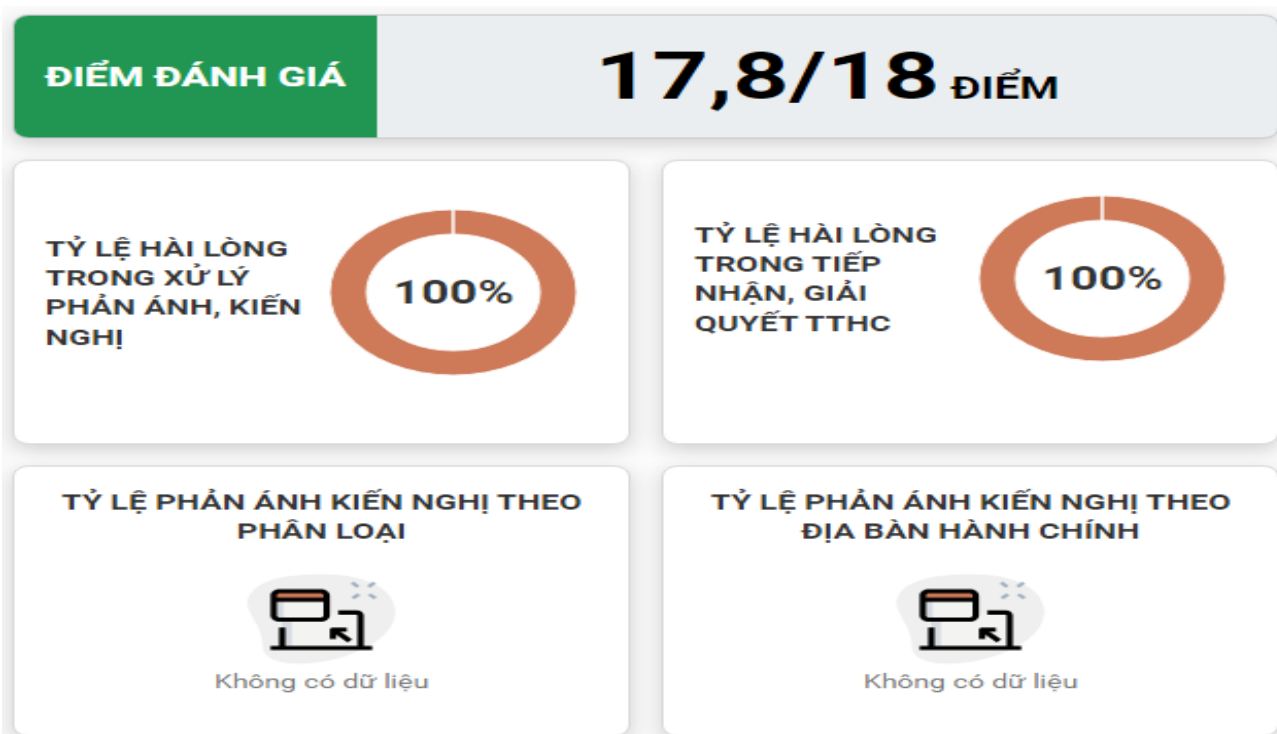 ĐIỂM ĐÁNH GIÁ
17,8/18 ĐIỂM
TỶ LỆ HÀI LÒNG
TRONG XỬ LÝ
PHẢN ÁNH, KIẾN
NGHỊ
100%
TỶ LỆ HÀI LÒNG
TRONG TIẾP
NHẬN, GIẢI
QUYẾT TTHC
100%
TỶ LỆ PHẢN ÁNH KIẾN NGHỊ THEO
PHÂN LOẠI
Không có dữ liệu
TỶ LỆ PHẢN ÁNH KIẾN NGHỊ THEO
ĐỊA BÀN HÀNH CHÍNH
Không có dữ liệu